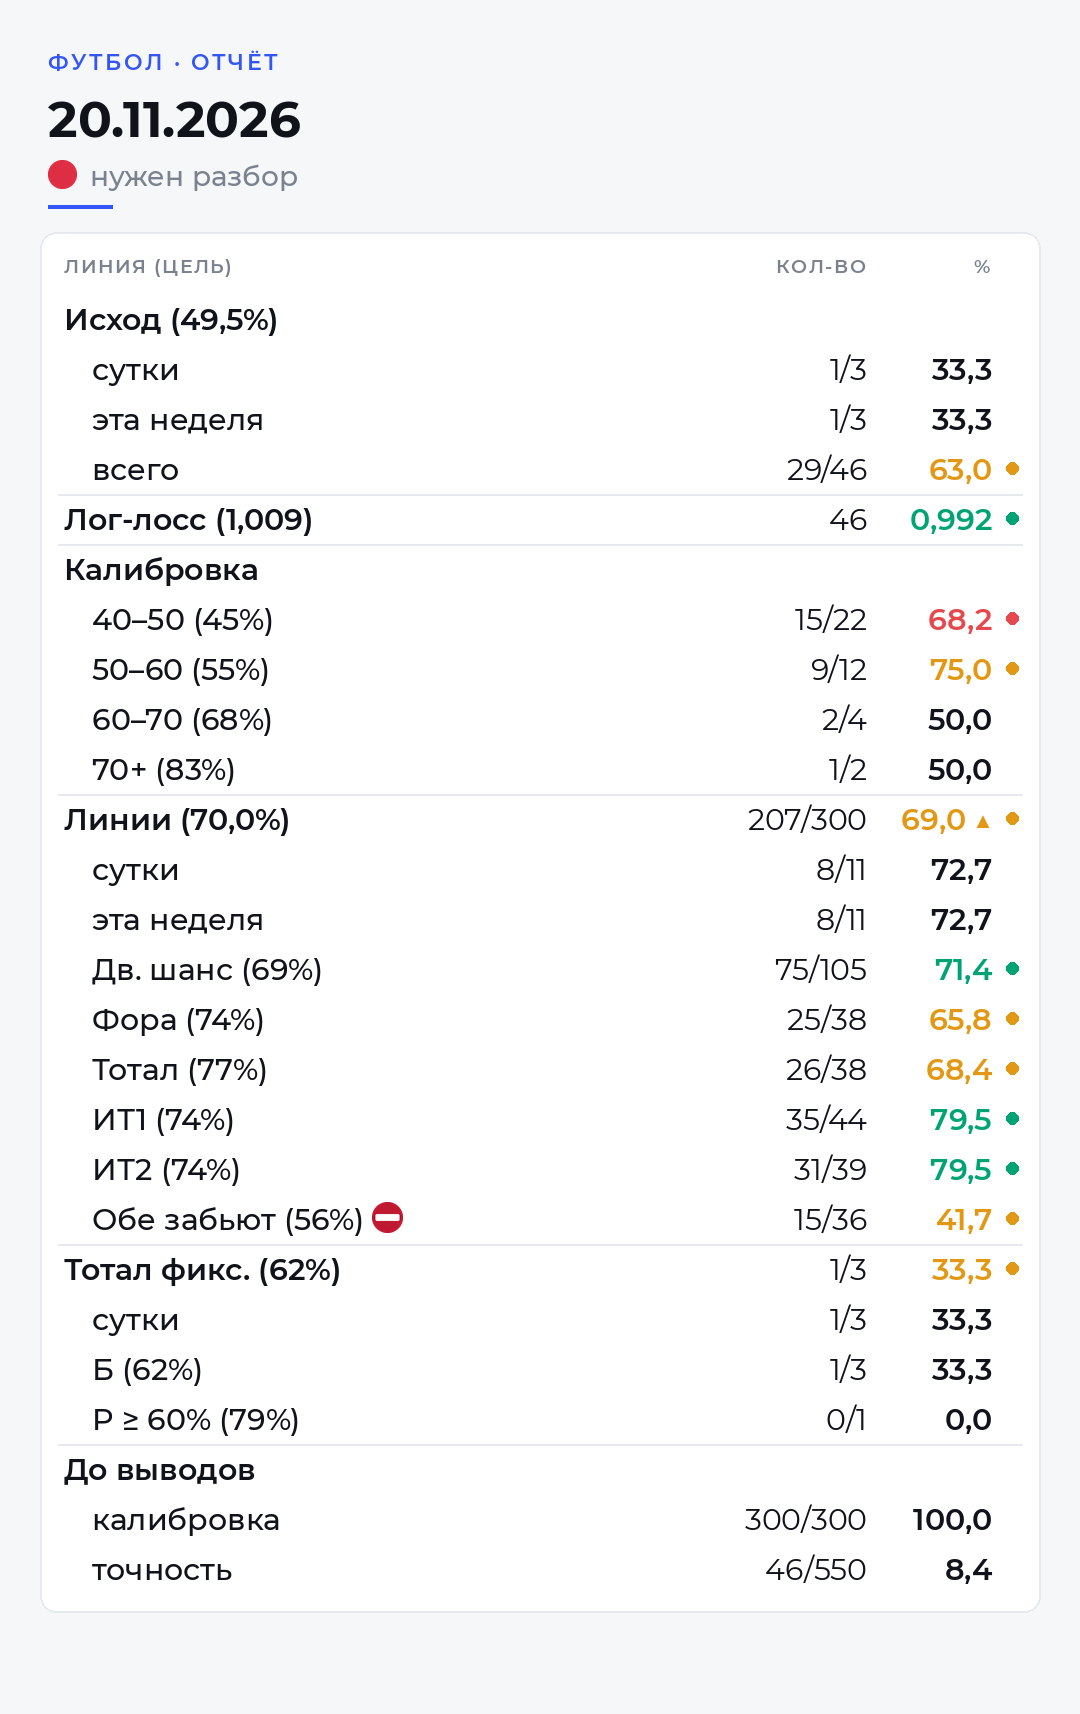 ФУТБОЛ · ОТЧЁТ
20.11.2026
нужен разбор
ЛИНИЯ (ЦЕЛЬ) КОЛ-ВО %
Исход (49,5%)
сутки 1/3 33,3
эта неделя 1/3 33,3
всего 29/46 63,0
Лог-лосс (1,009) 46 0,992
Калибровка
40–50 (45%) 15/22 68,2
50–60 (55%) 9/12 75,0
60–70 (68%) 2/4 50,0
70+ (83%) 1/2 50,0
Линии (70,0%) 207/300 69,0 ▲
сутки 8/11 72,7
эта неделя 8/11 72,7
Дв. шанс (69%) 75/105 71,4
Фора (74%) 25/38 65,8
Тотал (77%) 26/38 68,4
ИТ1 (74%) 35/44 79,5
ИТ2 (74%) 31/39 79,5
Обе забьют (56%) 15/36 41,7
Тотал фикс. (62%) 1/3 33,3
сутки 1/3 33,3
Б (62%) 1/3 33,3
Р ≥ 60% (79%) 0/1 0,0
До выводов
калибровка 300/300 100,0
точность 46/550 8,4